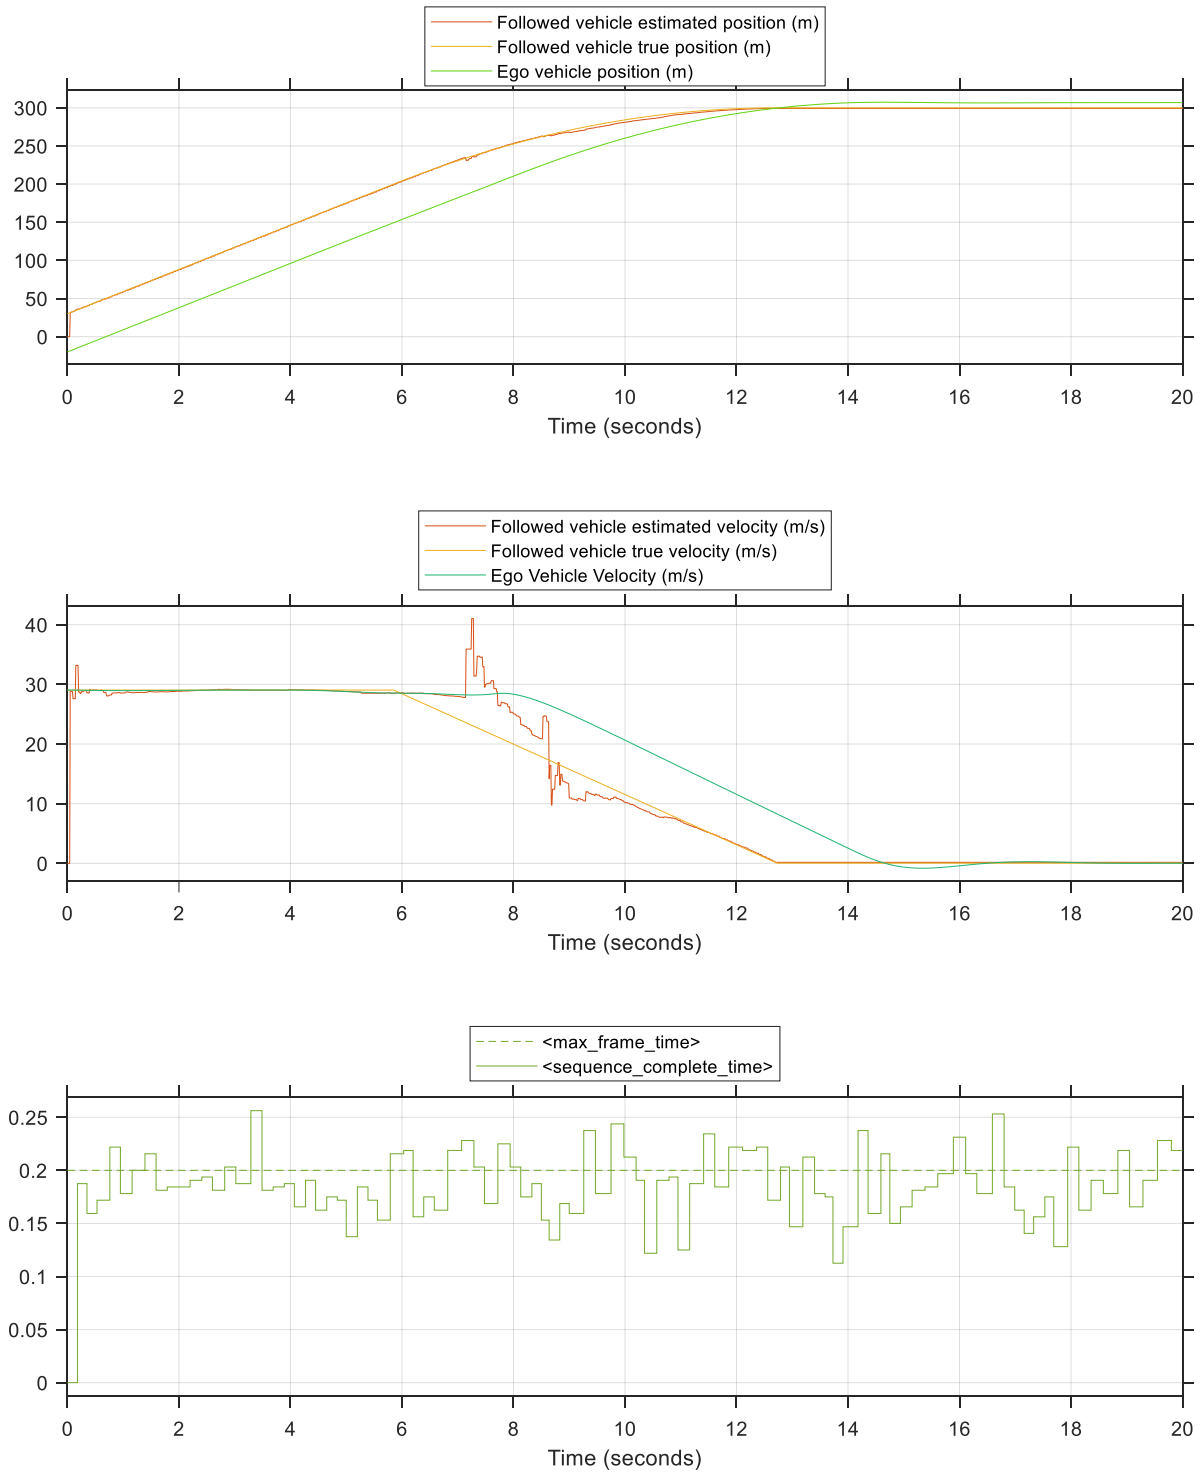 Followed vehicle estimated position (m)
Followed vehicle true position (m)
Ego vehicle position (m)
300
250
200
150
100
50
0
0 2 4 6 8 10 12 14 16 18 20
Time (seconds)
Followed vehicle estimated velocity (m/s)
Followed vehicle true velocity (m/s)
Ego Vehicle Velocity (m/s)
40
30
20
10
0
0 2 4 6 8 10 12 14 16 18 20
Time (seconds)
<max_frame_time>
<sequence_complete_time>
0.25
0.2
0.15
0.1
0.05
0
0 2 4 6 8 10 12 14 16 18 20
Time (seconds)